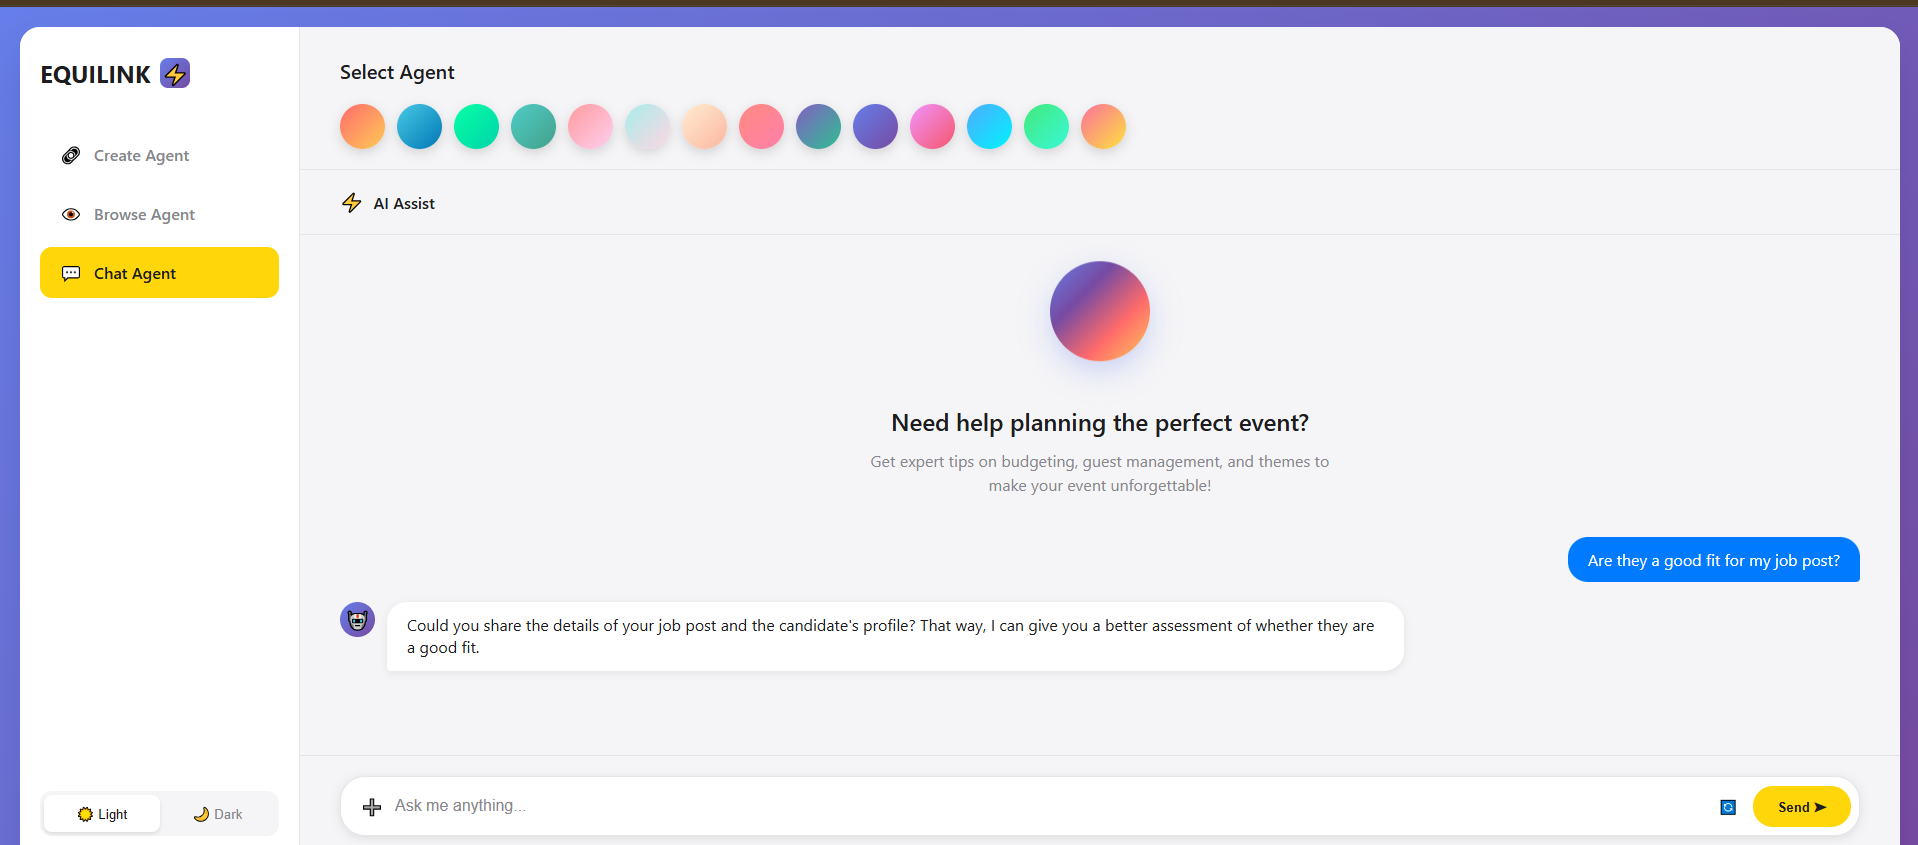 EQUILINK
Create Agent
Browse Agent
Chat Agent
Light
Dark
Select Agent
AI Assist
Need help planning the perfect event?
Get expert tips on budgeting, guest management, and themes to
make your event unforgettable!
Are they a good fit for my job post?
Could you share the details of your job post and the candidate's profile? That way, I can give you a better assessment of whether they are
a good fit.
Ask me anything...
Send ➤